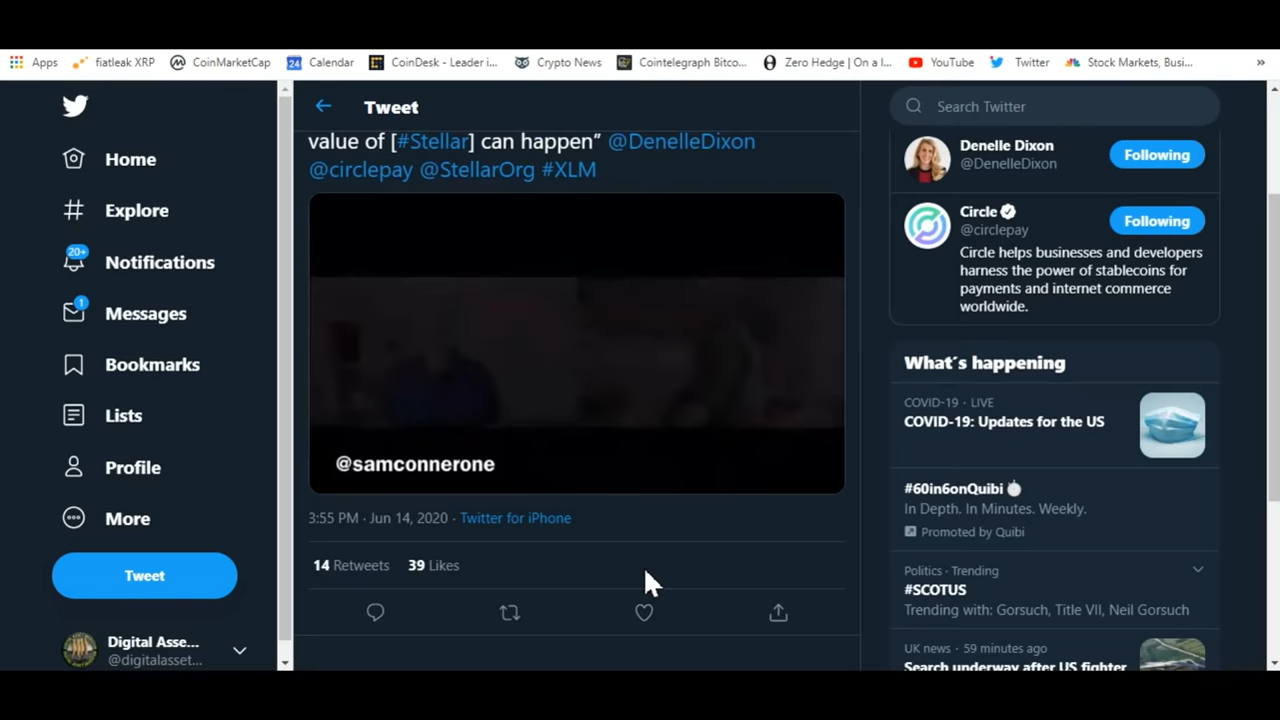 Apps
fiatleak XRP
CoinMarketCap
24
Calendar
CoinDesk - Leader i...
Crypto News
Cointelegraph Bitco...
Zero Hedge | On a l...
YouTube
Twitter
Stock Markets, Busi...
»
Home
Explore
20+
Notifications
1
Messages
Bookmarks
Lists
Profile
More
Tweet
Digital Asse...
@digitalasset...
Tweet
value of [#Stellar] can happen” @DenelleDixon
@circlepay @StellarOrg #XLM
@samconnerone
3:55 PM · Jun 14, 2020 · Twitter for iPhone
14 Retweets 39 Likes
Search Twitter
Denelle Dixon
@DenelleDixon
Following
Circle
@circlepay
Following
Circle helps businesses and developers
harness the power of stablecoins for
payments and internet commerce
worldwide.
What´s happening
COVID-19 · LIVE
COVID-19: Updates for the US
#60in6onQuibi
In Depth. In Minutes. Weekly.
Promoted by Quibi
Politics · Trending
#SCOTUS
Trending with: Gorsuch, Title VII, Neil Gorsuch
UK news · 59 minutes ago
Search underway after US fighter